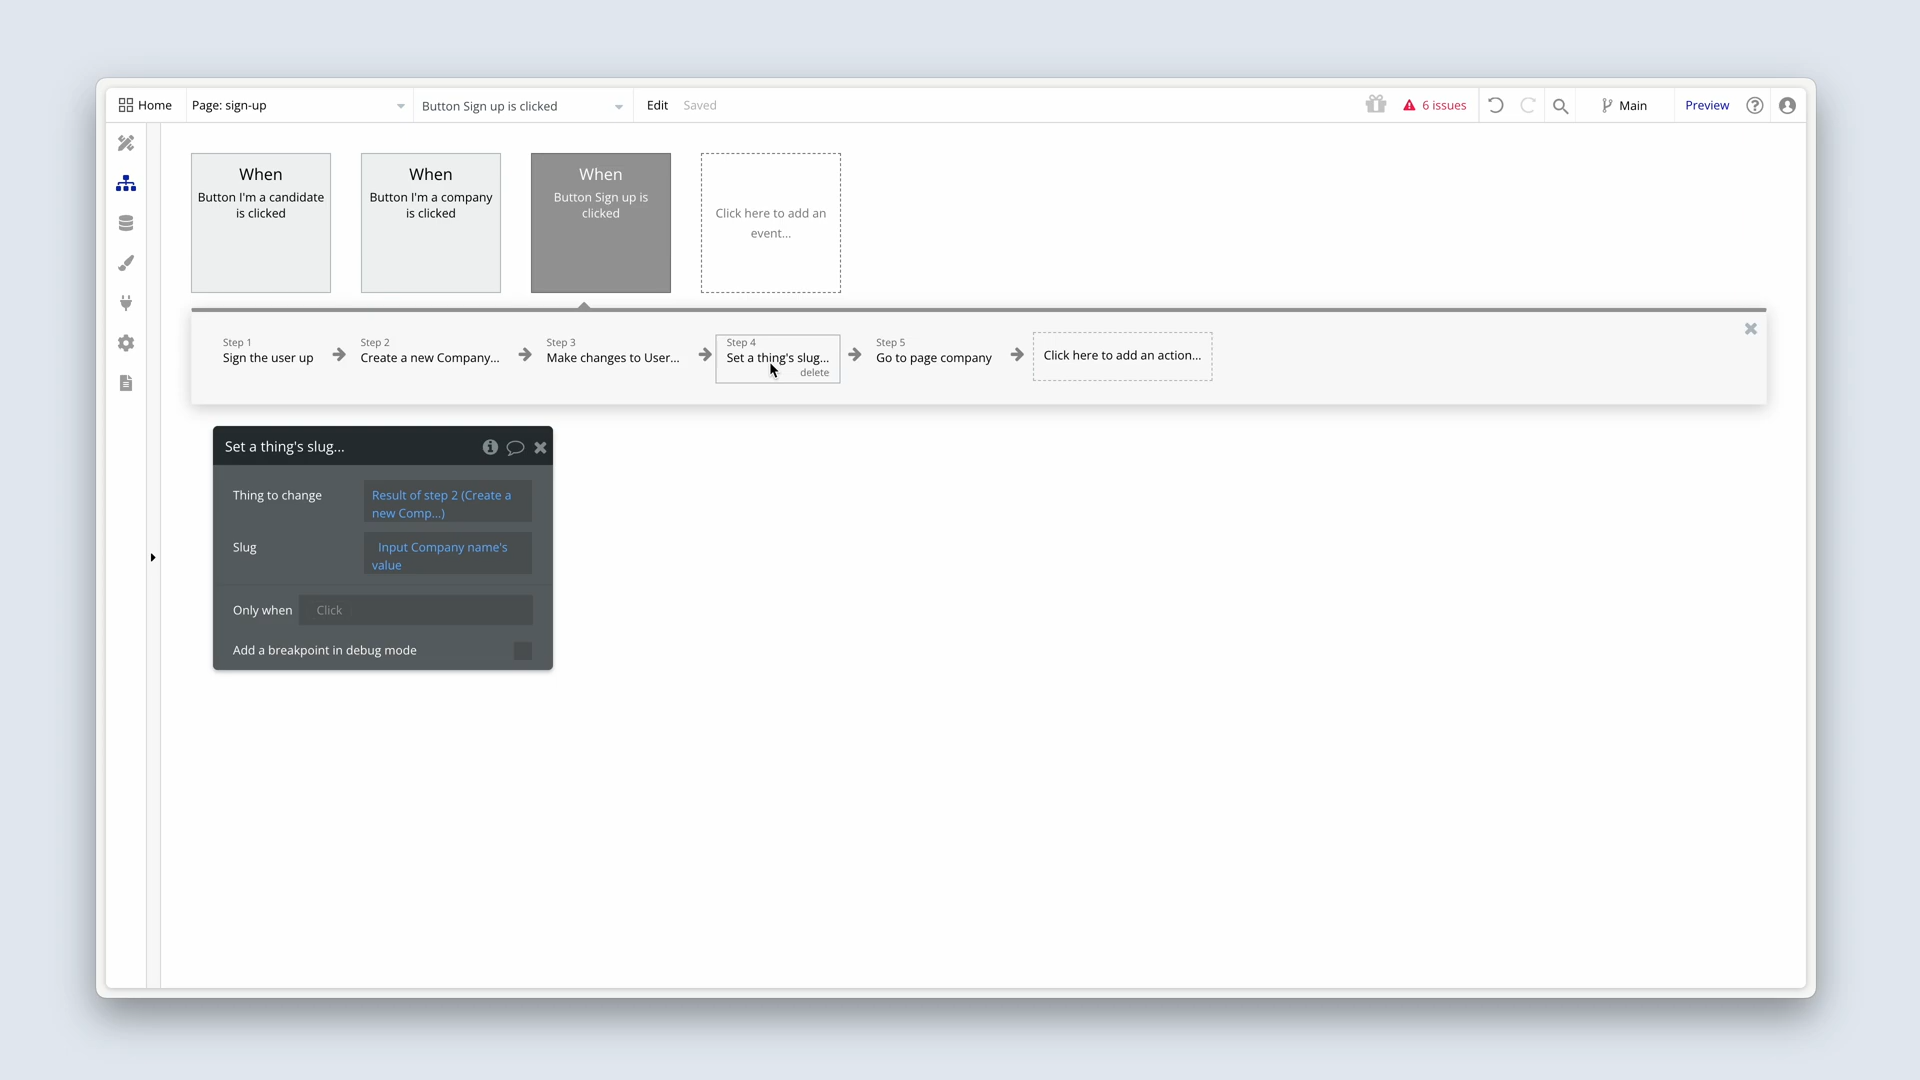 Home
Page: sign-up
Button Sign up is clicked
Edit
Saved
6 issues
Main
Preview
When
Button I'm a candidate
is clicked
When
Button I'm a company
is clicked
When
Button Sign up is
clicked
Click here to add an
event...
Step 1
Sign the user up
Step 2
Create a new Company...
Step 3
Make changes to User...
Step 4
Set a thing's slug...
delete
Step 5
Go to page company
Click here to add an action...
Set a thing's slug...
Thing to change
Result of step 2 (Create a
new Comp...)
Slug
Input Company name's
value
Only when
Click
Add a breakpoint in debug mode